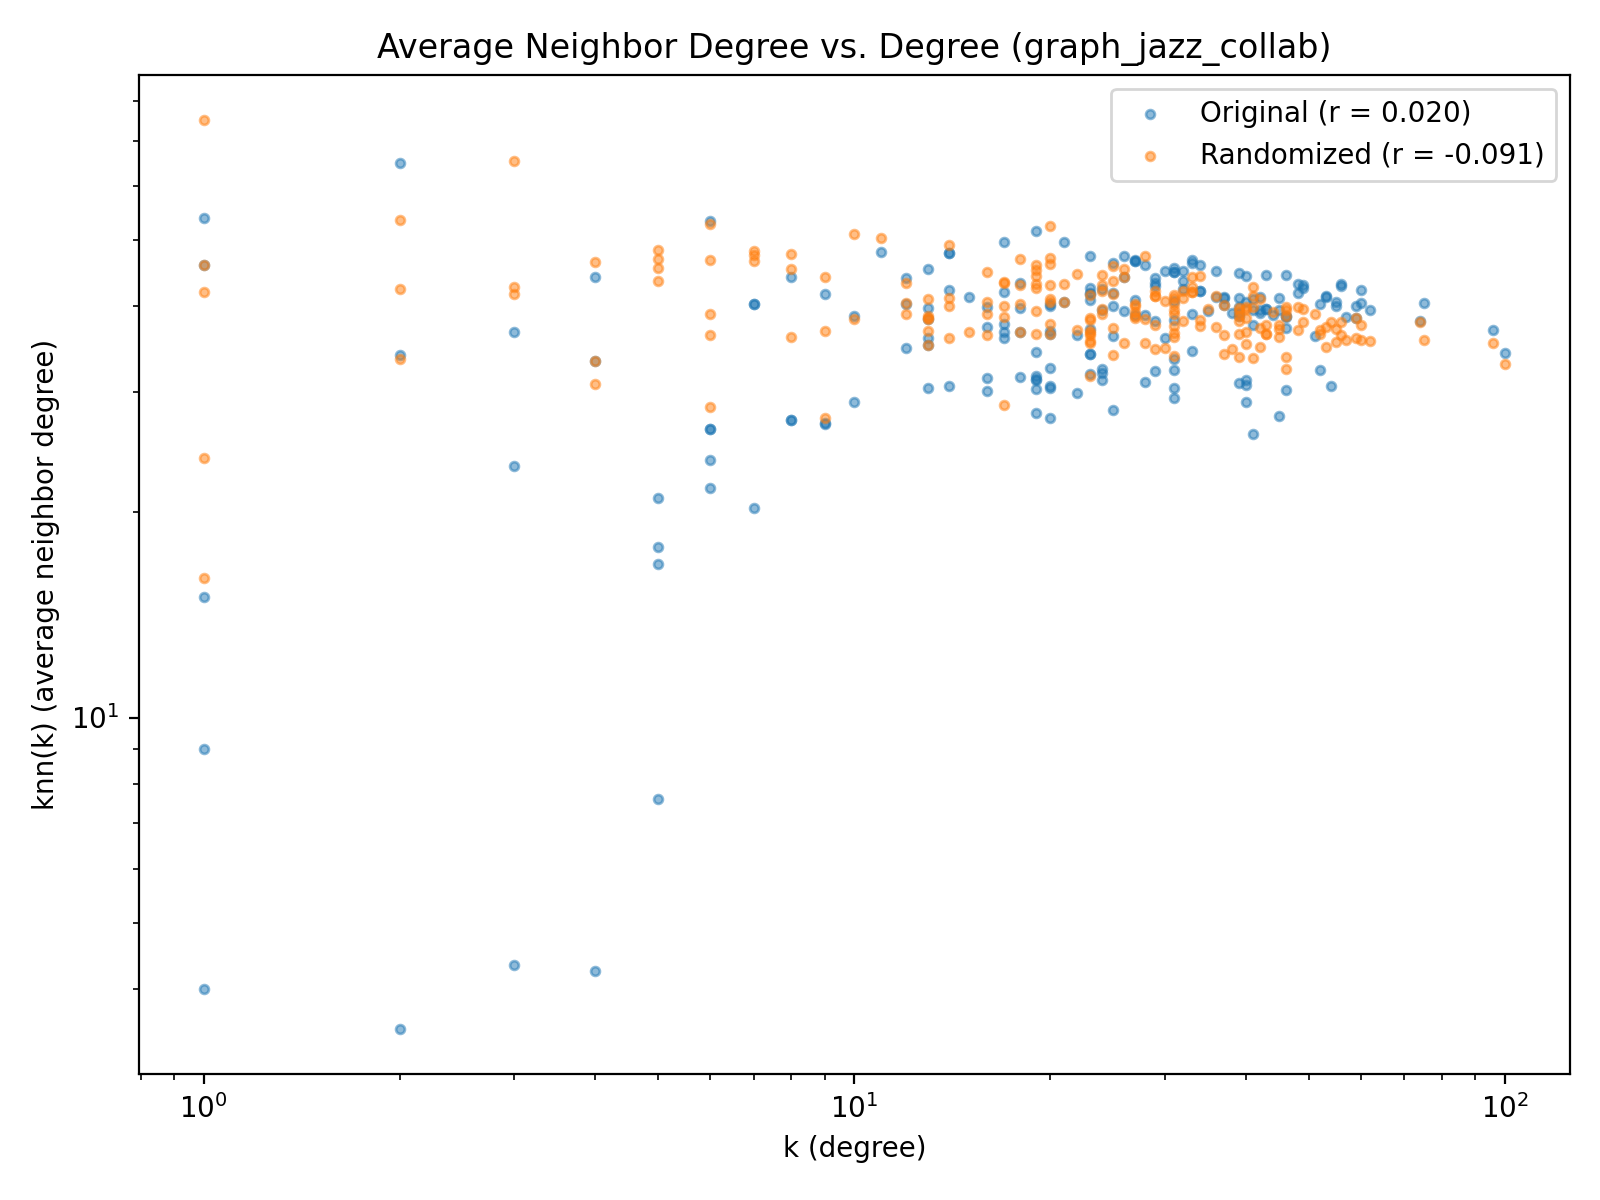 Average Neighbor Degree vs. Degree (graph_jazz_collab)
Original (r = 0.020)
Randomized (r = -0.091)
knn(k) (average neighbor degree)
10¹
10⁰
10¹
10²
k (degree)